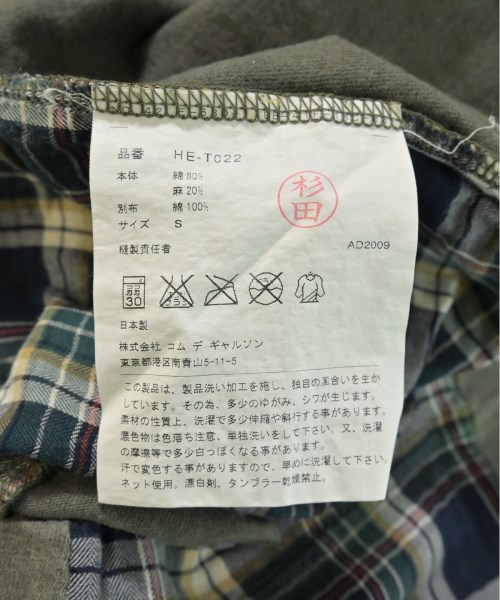 品番 HE-T022
本体 綿 80%
麻 20%
別布 綿 100%
サイズ S
杉田
縫製責任者 AD2009
30
日本製
株式会社 コム デ ギャルソン
東京都港区南青山5-11-5
この製品は、製品洗い加工を施し、独自の風合いを生か
しています。その為、多少のゆがみ、シワが生じます。
素材の性質上、洗濯で多少伸縮や斜行する事があります。
濃色物は色落ち注意、単独洗いをして下さい。又、洗濯
の摩擦等で多少白っぽくなる事があります。
汗で変色する事がありますので、早めに洗濯して下さい。
ネット使用。漂白剤、タンブラー乾燥禁止。